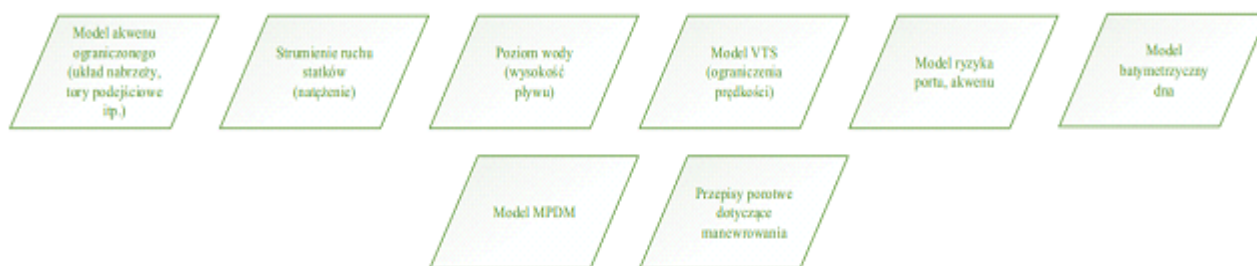 Model akwenu
ograniczonego
(układ nabrzeży,
tory podejściowe
itp.)
Strumienie ruchu
statków
(natężenie)
Poziom wody
(wysokość
pływu)
Model VTS
(ograniczenia
prędkości)
Model ryzyka
portu, akwenu
Model
batymetryczny
dna
Model MPDM
Przepisy porotwe
dotyczące
manewrowania